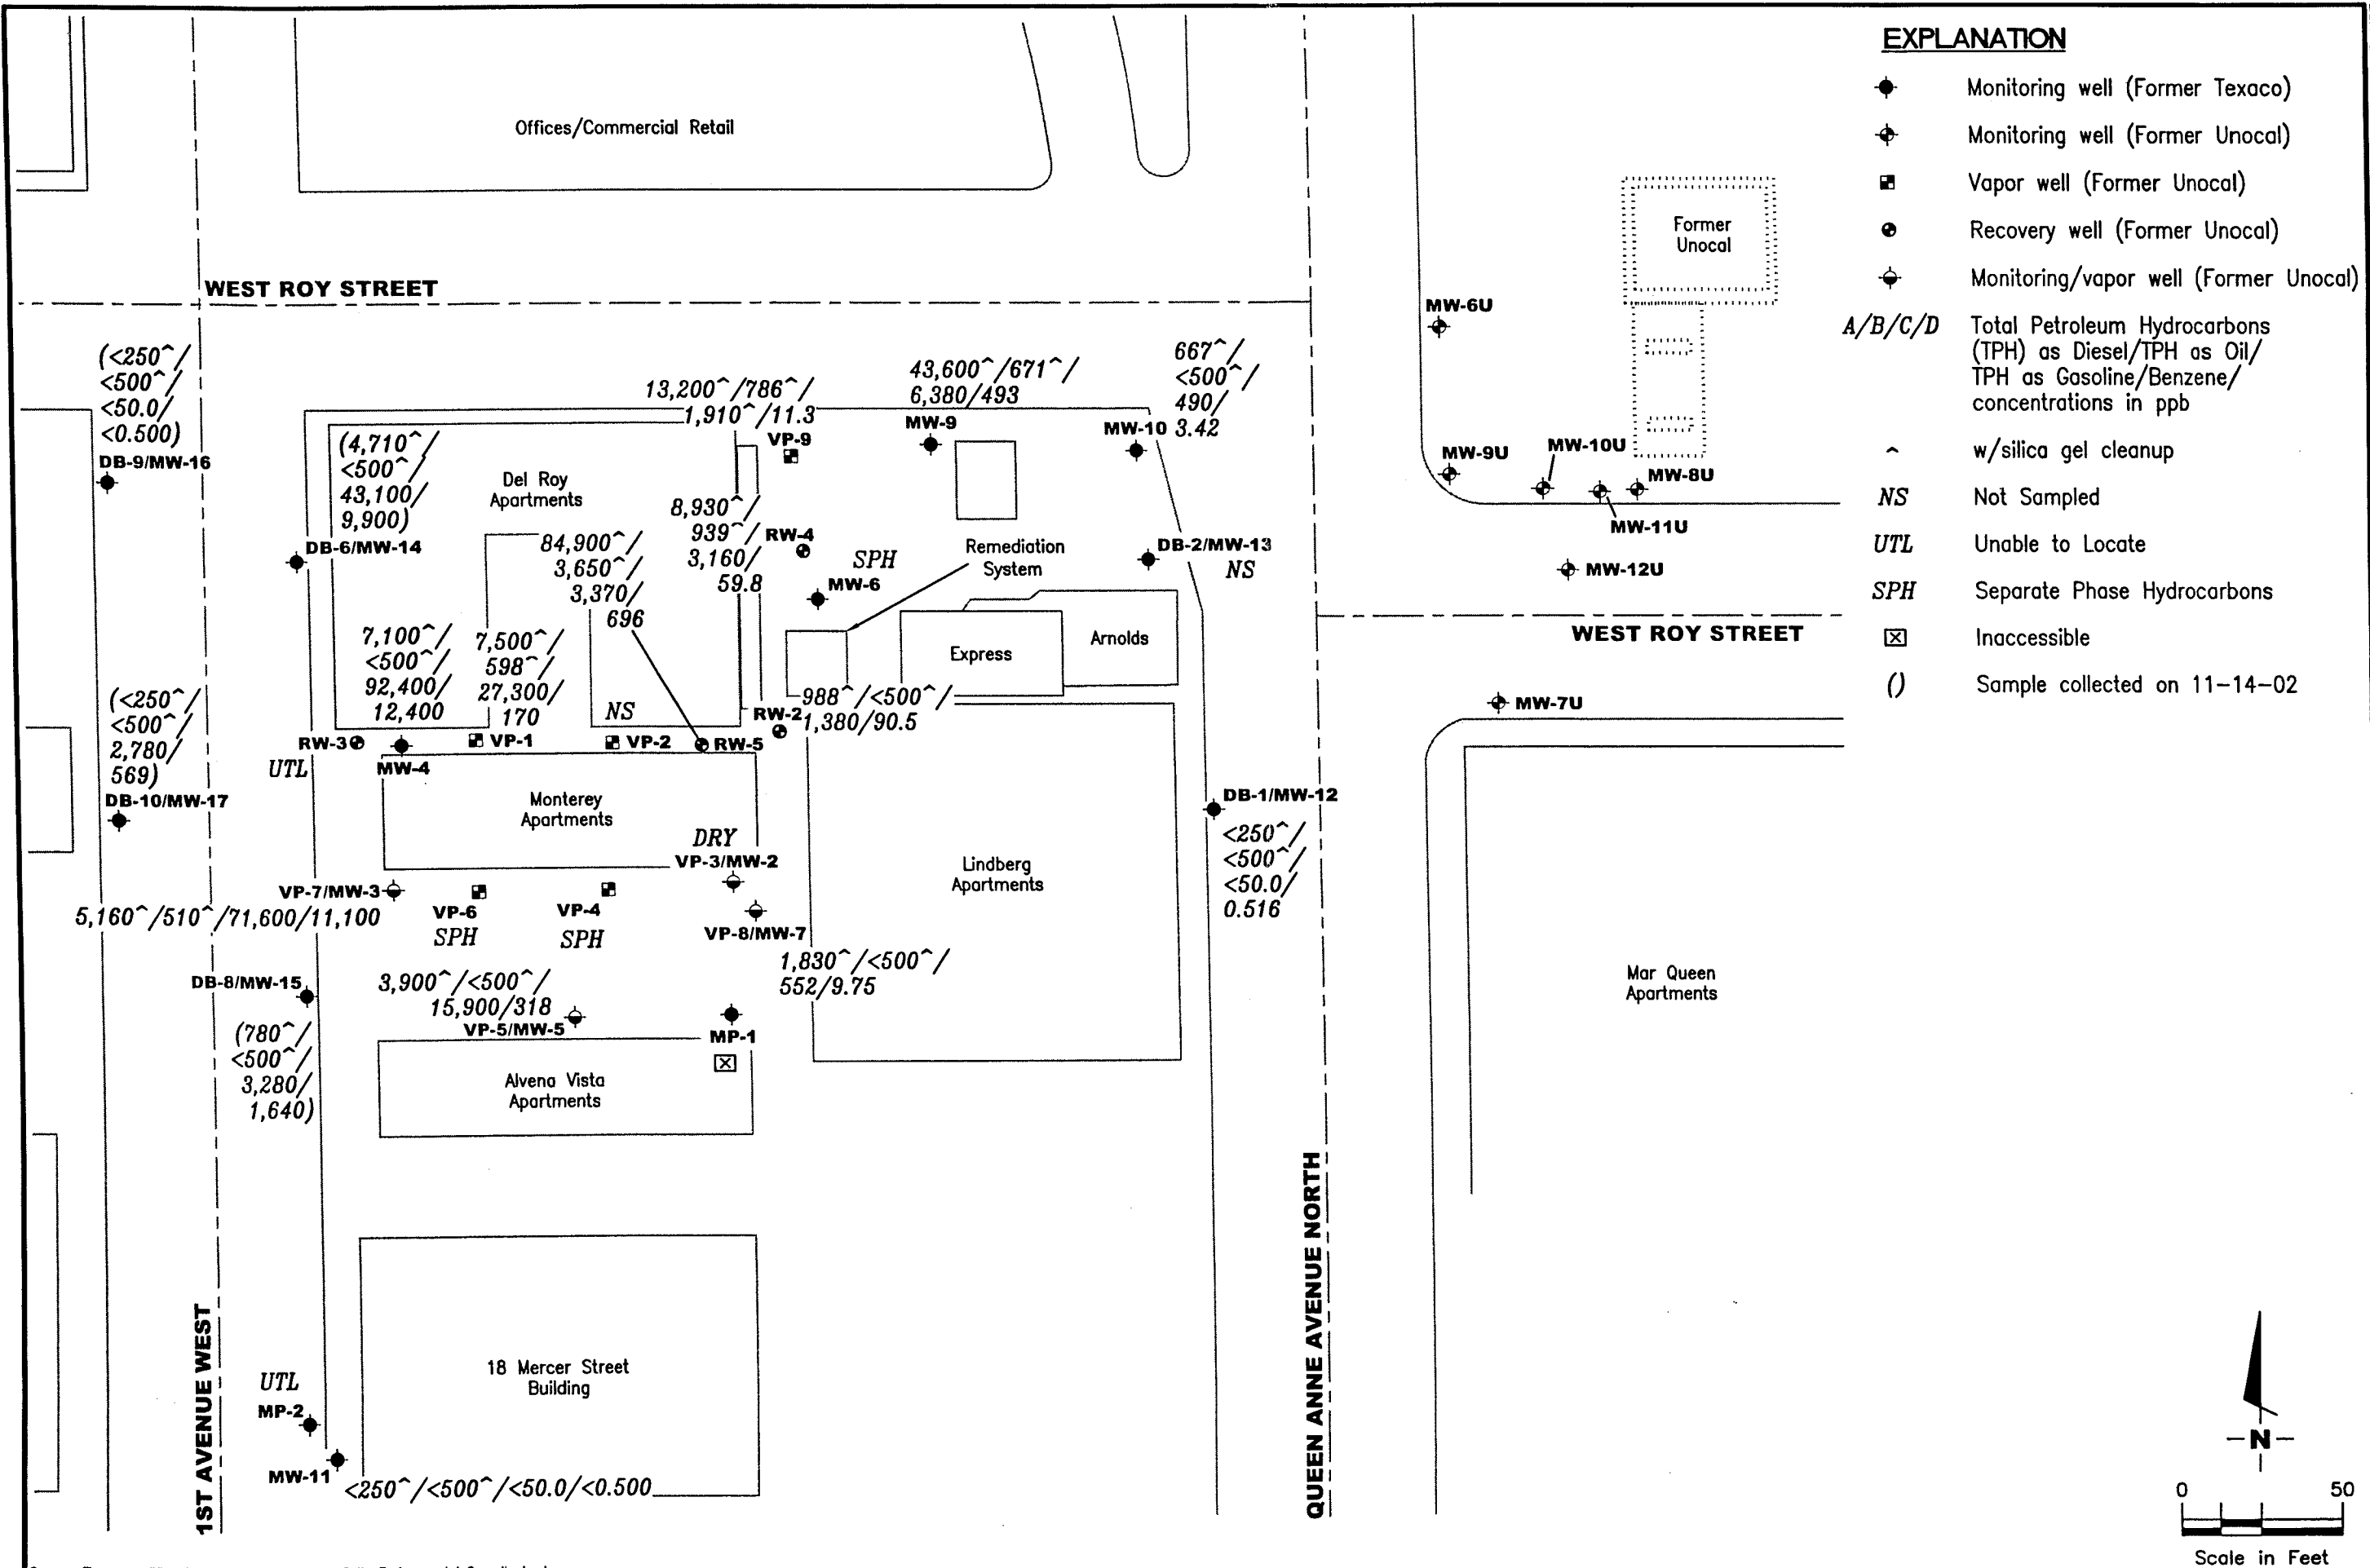 EXPLANATION
Monitoring well (Former Texaco)
Monitoring well (Former Unocal)
Vapor well (Former Unocal)
Recovery well (Former Unocal)
Monitoring/vapor well (Former Unocal)
A/B/C/D Total Petroleum Hydrocarbons
(TPH) as Diesel/TPH as Oil/
TPH as Gasoline/Benzene/
concentrations in ppb
^ w/silica gel cleanup
NS Not Sampled
UTL Unable to Locate
SPH Separate Phase Hydrocarbons
Inaccessible
() Sample collected on 11-14-02
Offices/Commercial Retail
Former
Unocal
WEST ROY STREET
MW-6U
(<250^/
<500^/
<50.0/
<0.500)
DB-9/MW-16
13,200^/786^/
1,910^/11.3
VP-9
43,600^/671^/
6,380/493
MW-9
667^/
<500^/
490/
3.42
MW-10
MW-9U
MW-10U
MW-8U
MW-11U
MW-12U
(4,710^/
<500^/
43,100/
9,900)
DB-6/MW-14
Del Roy
Apartments
84,900^/
3,650^/
3,370/
696
8,930^/
939^/
3,160/
59.8
RW-4
SPH
MW-6
Remediation
System
DB-2/MW-13
NS
Express
Arnolds
WEST ROY STREET
MW-7U
7,100^/
<500^/
92,400/
12,400
7,500^/
598^/
27,300/
170
NS
RW-2
988^/<500^/
1,380/90.5
RW-3
UTL
MW-4
VP-1
VP-2
RW-5
(<250^/
<500^/
2,780/
569)
DB-10/MW-17
Monterey
Apartments
DRY
VP-3/MW-2
Lindberg
Apartments
DB-1/MW-12
<250^/
<500^/
<50.0/
0.516
VP-7/MW-3
5,160^/510^/71,600/11,100
VP-6
SPH
VP-4
SPH
VP-8/MW-7
1,830^/<500^/
552/9.75
DB-8/MW-15
(780^/
<500^/
3,280/
1,640)
3,900^/<500^/
15,900/318
VP-5/MW-5
MP-1
Alvena Vista
Apartments
Mar Queen
Apartments
1ST AVENUE WEST
QUEEN ANNE AVENUE NORTH
18 Mercer Street
Building
UTL
MP-2
MW-11
<250^/<500^/<50.0/<0.500
N
0 50
Scale in Feet